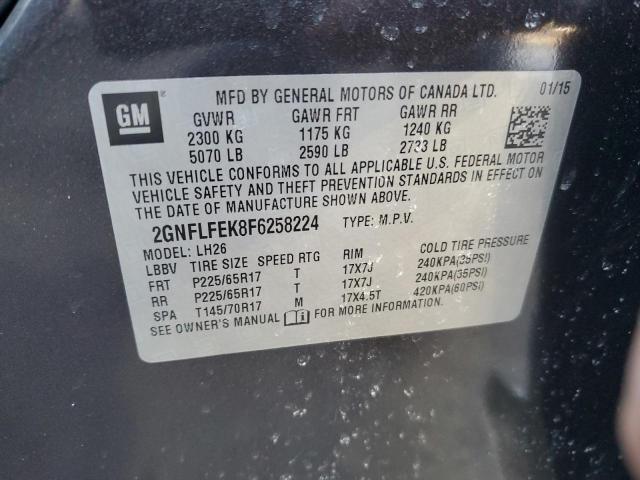 GM
MFD BY GENERAL MOTORS OF CANADA LTD. 01/15
GVWR GAWR FRT GAWR RR
2300 KG 1175 KG 1240 KG
5070 LB 2590 LB 2733 LB
THIS VEHICLE CONFORMS TO ALL APPLICABLE U.S. FEDERAL MOTOR
VEHICLE SAFETY AND THEFT PREVENTION STANDARDS IN EFFECT ON
THE DATE OF MANUFACTURE SHOWN ABOVE.
2GNFLFEK8F6258224 TYPE: M.P.V.
MODEL: LH26
LBBV TIRE SIZE SPEED RTG RIM COLD TIRE PRESSURE
FRT P225/65R17 T 17X7J 240KPA(35PSI)
RR P225/65R17 T 17X7J 240KPA(35PSI)
SPA T145/70R17 M 17X4.5T 420KPA(60PSI)
SEE OWNER'S MANUAL FOR MORE INFORMATION.